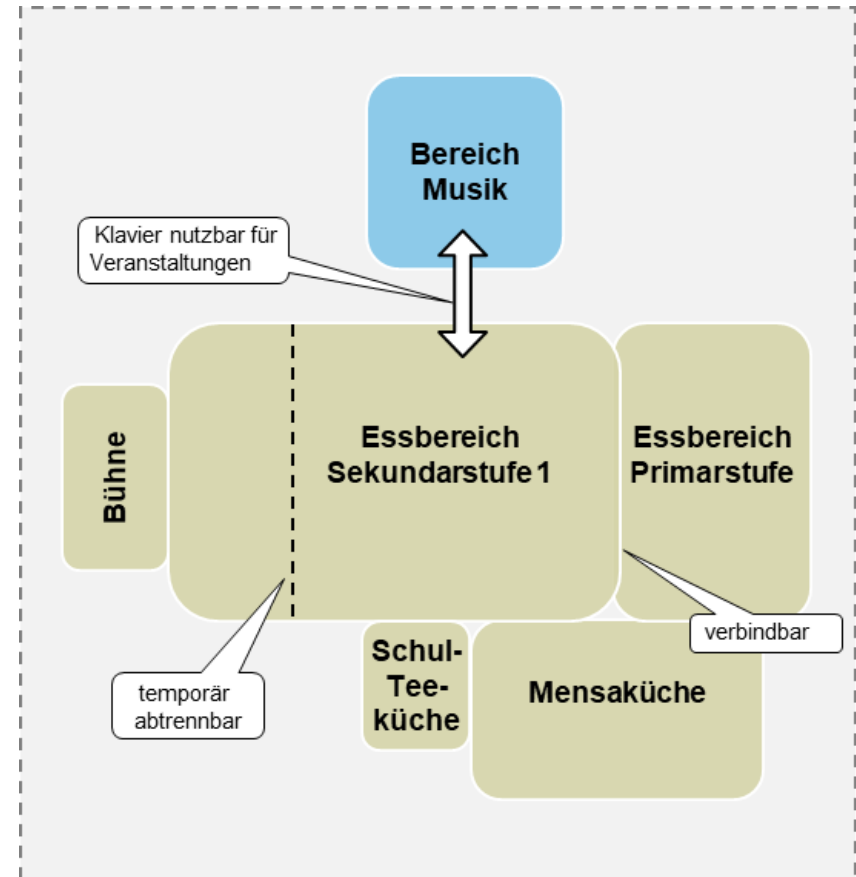 Bereich
Musik
Klavier nutzbar für
Veranstaltungen
Bühne
Essbereich
Sekundarstufe 1
Essbereich
Primarstufe
verbindbar
temporär
abtrennbar
Schul-
Tee-
küche
Mensaküche